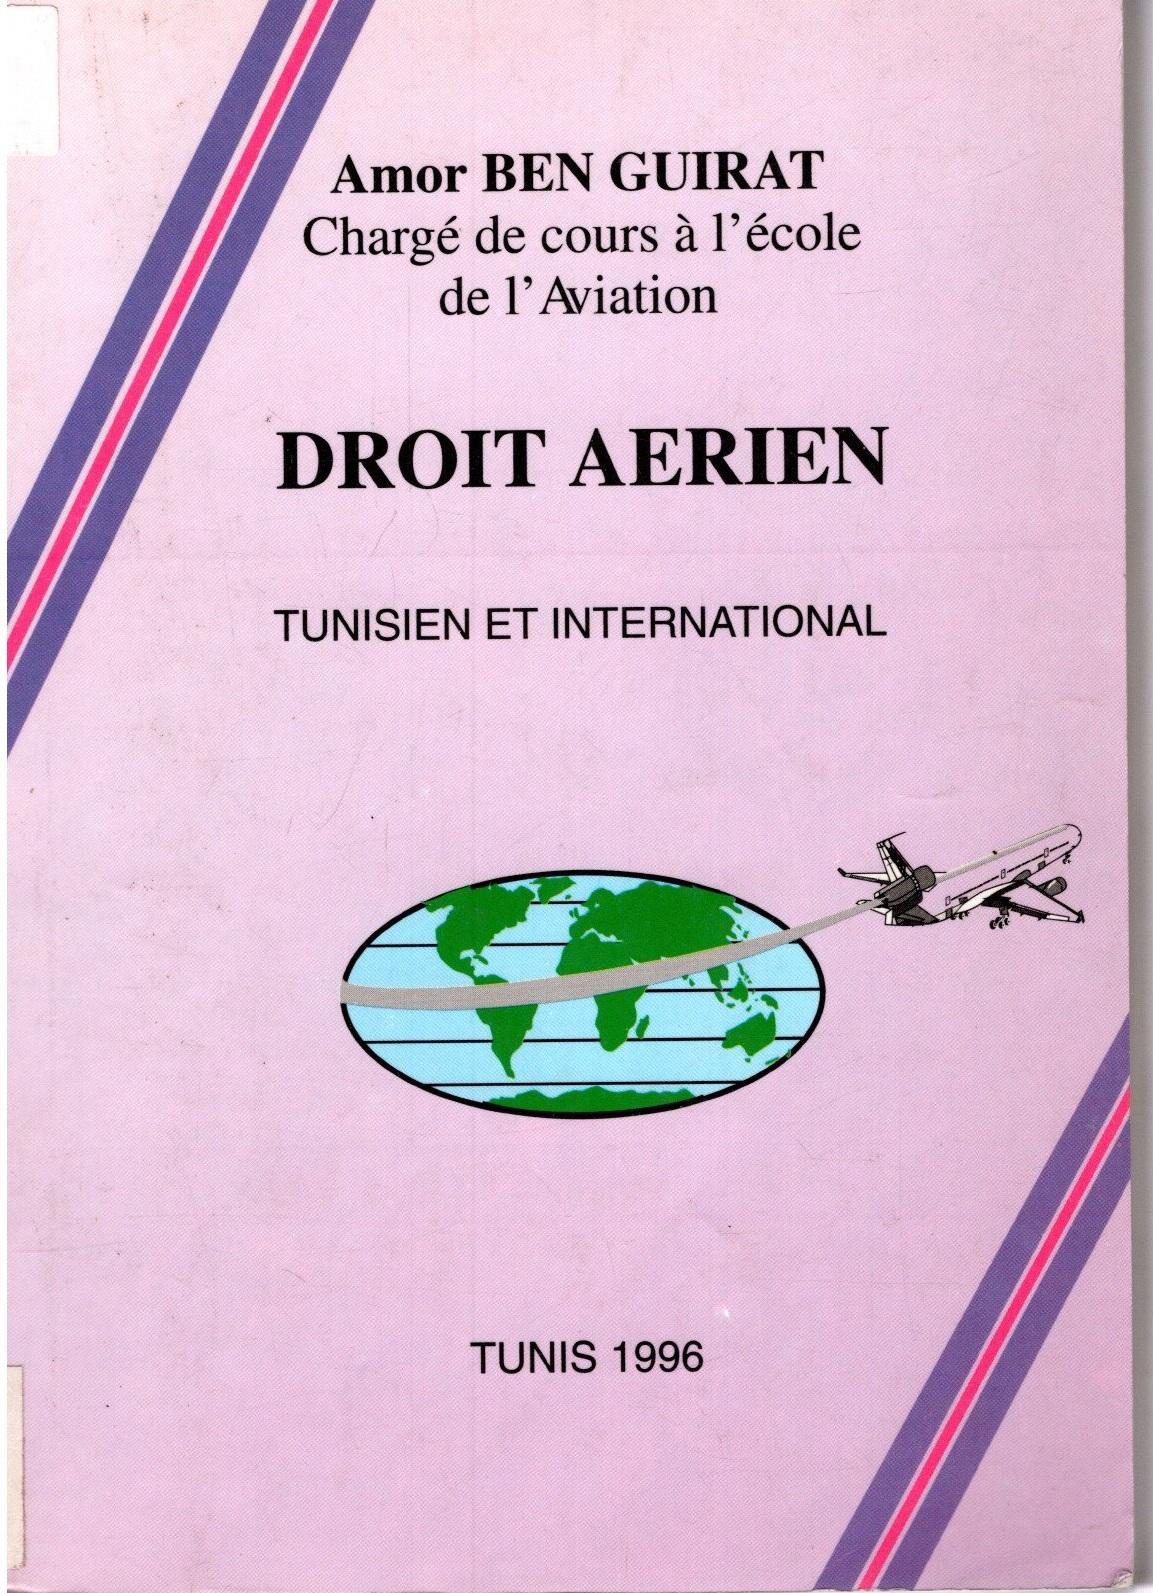 Amor BEN GUIRAT
Chargé de cours à l'école
de l'Aviation
DROIT AERIEN
TUNISIEN ET INTERNATIONAL
TUNIS 1996